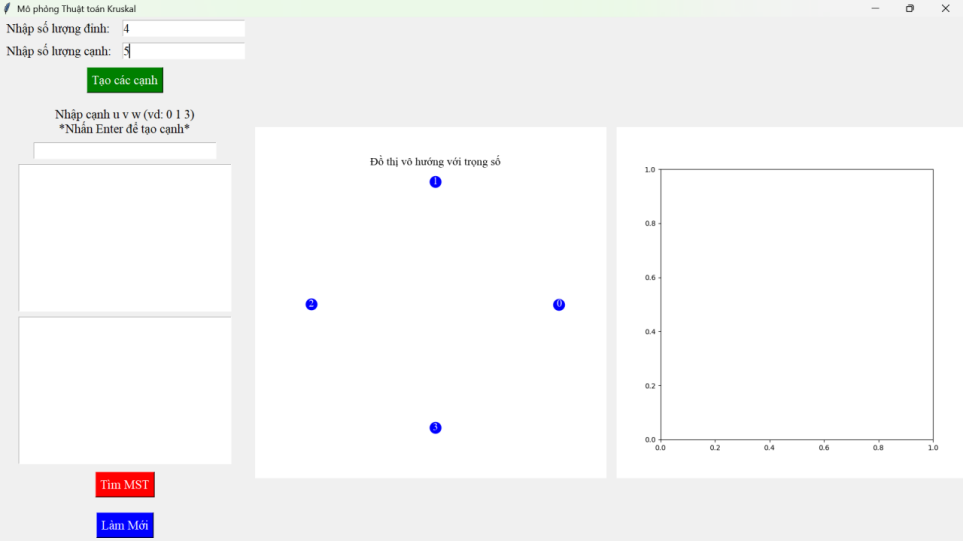 Mô phỏng Thuật toán Kruskal
Nhập số lượng đỉnh: 4
Nhập số lượng cạnh: 5
Tạo các cạnh
Nhập cạnh u v w (vd: 0 1 3)
*Nhấn Enter để tạo cạnh*
Tìm MST
Làm Mới
Đồ thị vô hướng với trọng số
1
2
0
3
1.0
0.8
0.6
0.4
0.2
0.0
0.0 0.2 0.4 0.6 0.8 1.0